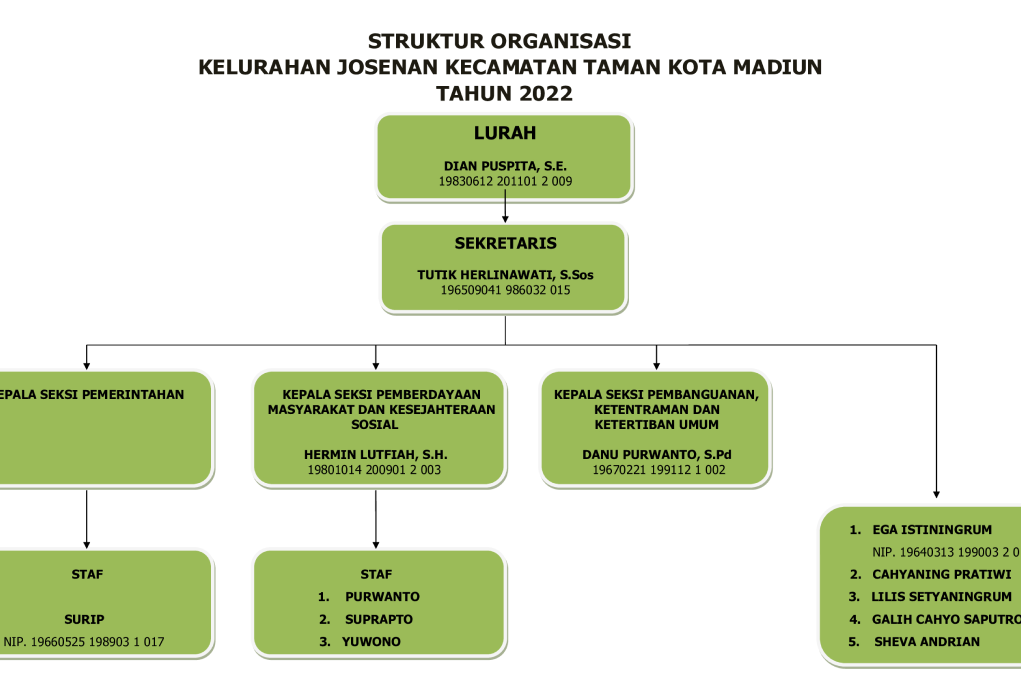 STRUKTUR ORGANISASI
KELURAHAN JOSENAN KECAMATAN TAMAN KOTA MADIUN
TAHUN 2022
LURAH
DIAN PUSPITA, S.E.
19830612 201101 2 009
SEKRETARIS
TUTIK HERLINAWATI, S.Sos
196509041 986032 015
EPALA SEKSI PEMERINTAHAN
KEPALA SEKSI PEMBERDAYAAN
MASYARAKAT DAN KESEJAHTERAAN
SOSIAL
HERMIN LUTFIAH, S.H.
19801014 200901 2 003
KEPALA SEKSI PEMBANGUANAN,
KETENTRAMAN DAN
KETERTIBAN UMUM
DANU PURWANTO, S.Pd
19670221 199112 1 002
STAF
SURIP
NIP. 19660525 198903 1 017
STAF
1. PURWANTO
2. SUPRAPTO
3. YUWONO
1. EGA ISTININGRUM
NIP. 19640313 199003 2 0
2. CAHYANING PRATIWI
3. LILIS SETYANINGRUM
4. GALIH CAHYO SAPUTRO
5. SHEVA ANDRIAN